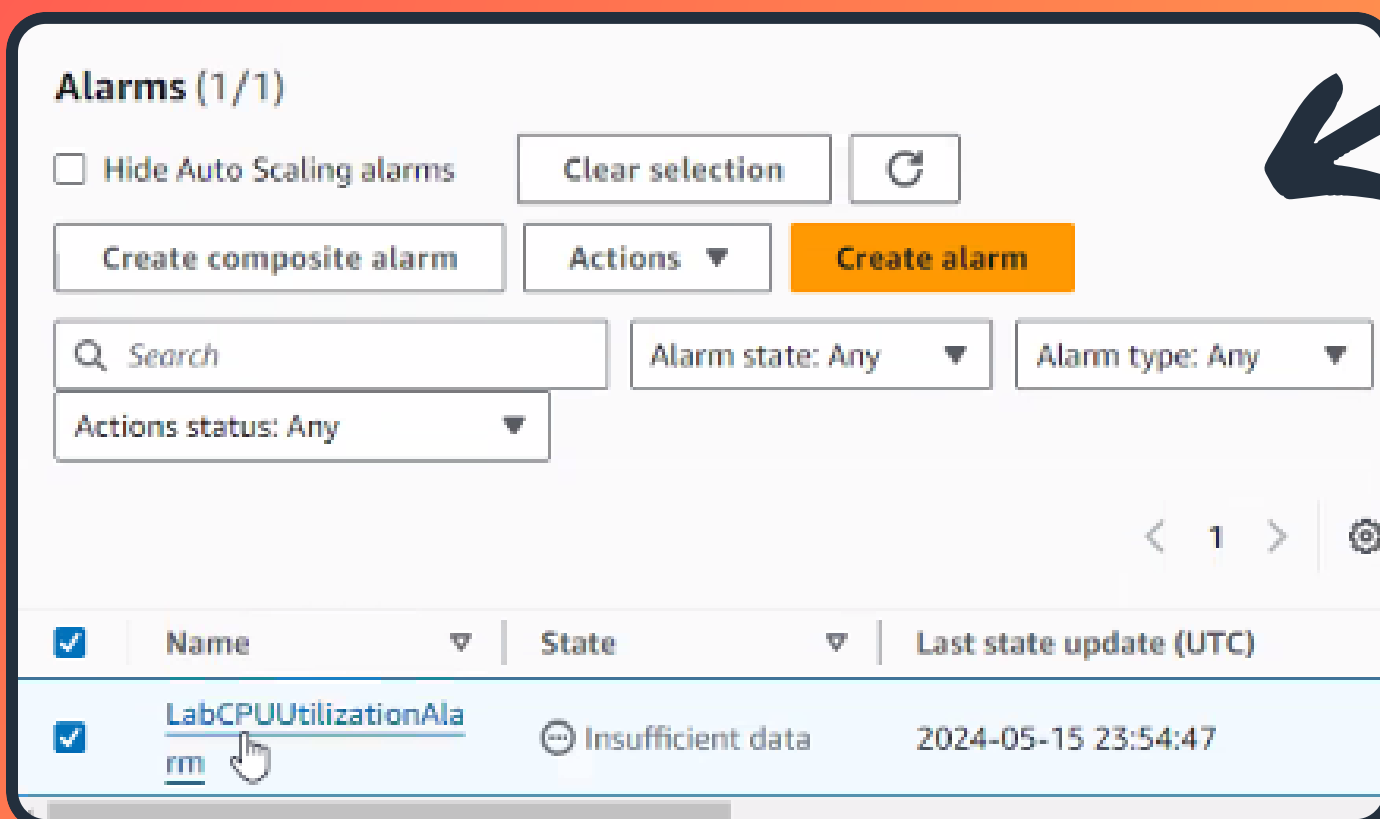 Alarms (1/1)
Hide Auto Scaling alarms Clear selection
Create composite alarm Actions Create alarm
Search Alarm state: Any Alarm type: Any
Actions status: Any
1
Name State Last state update (UTC)
LabCPUUtilizationAla
rm Insufficient data 2024-05-15 23:54:47